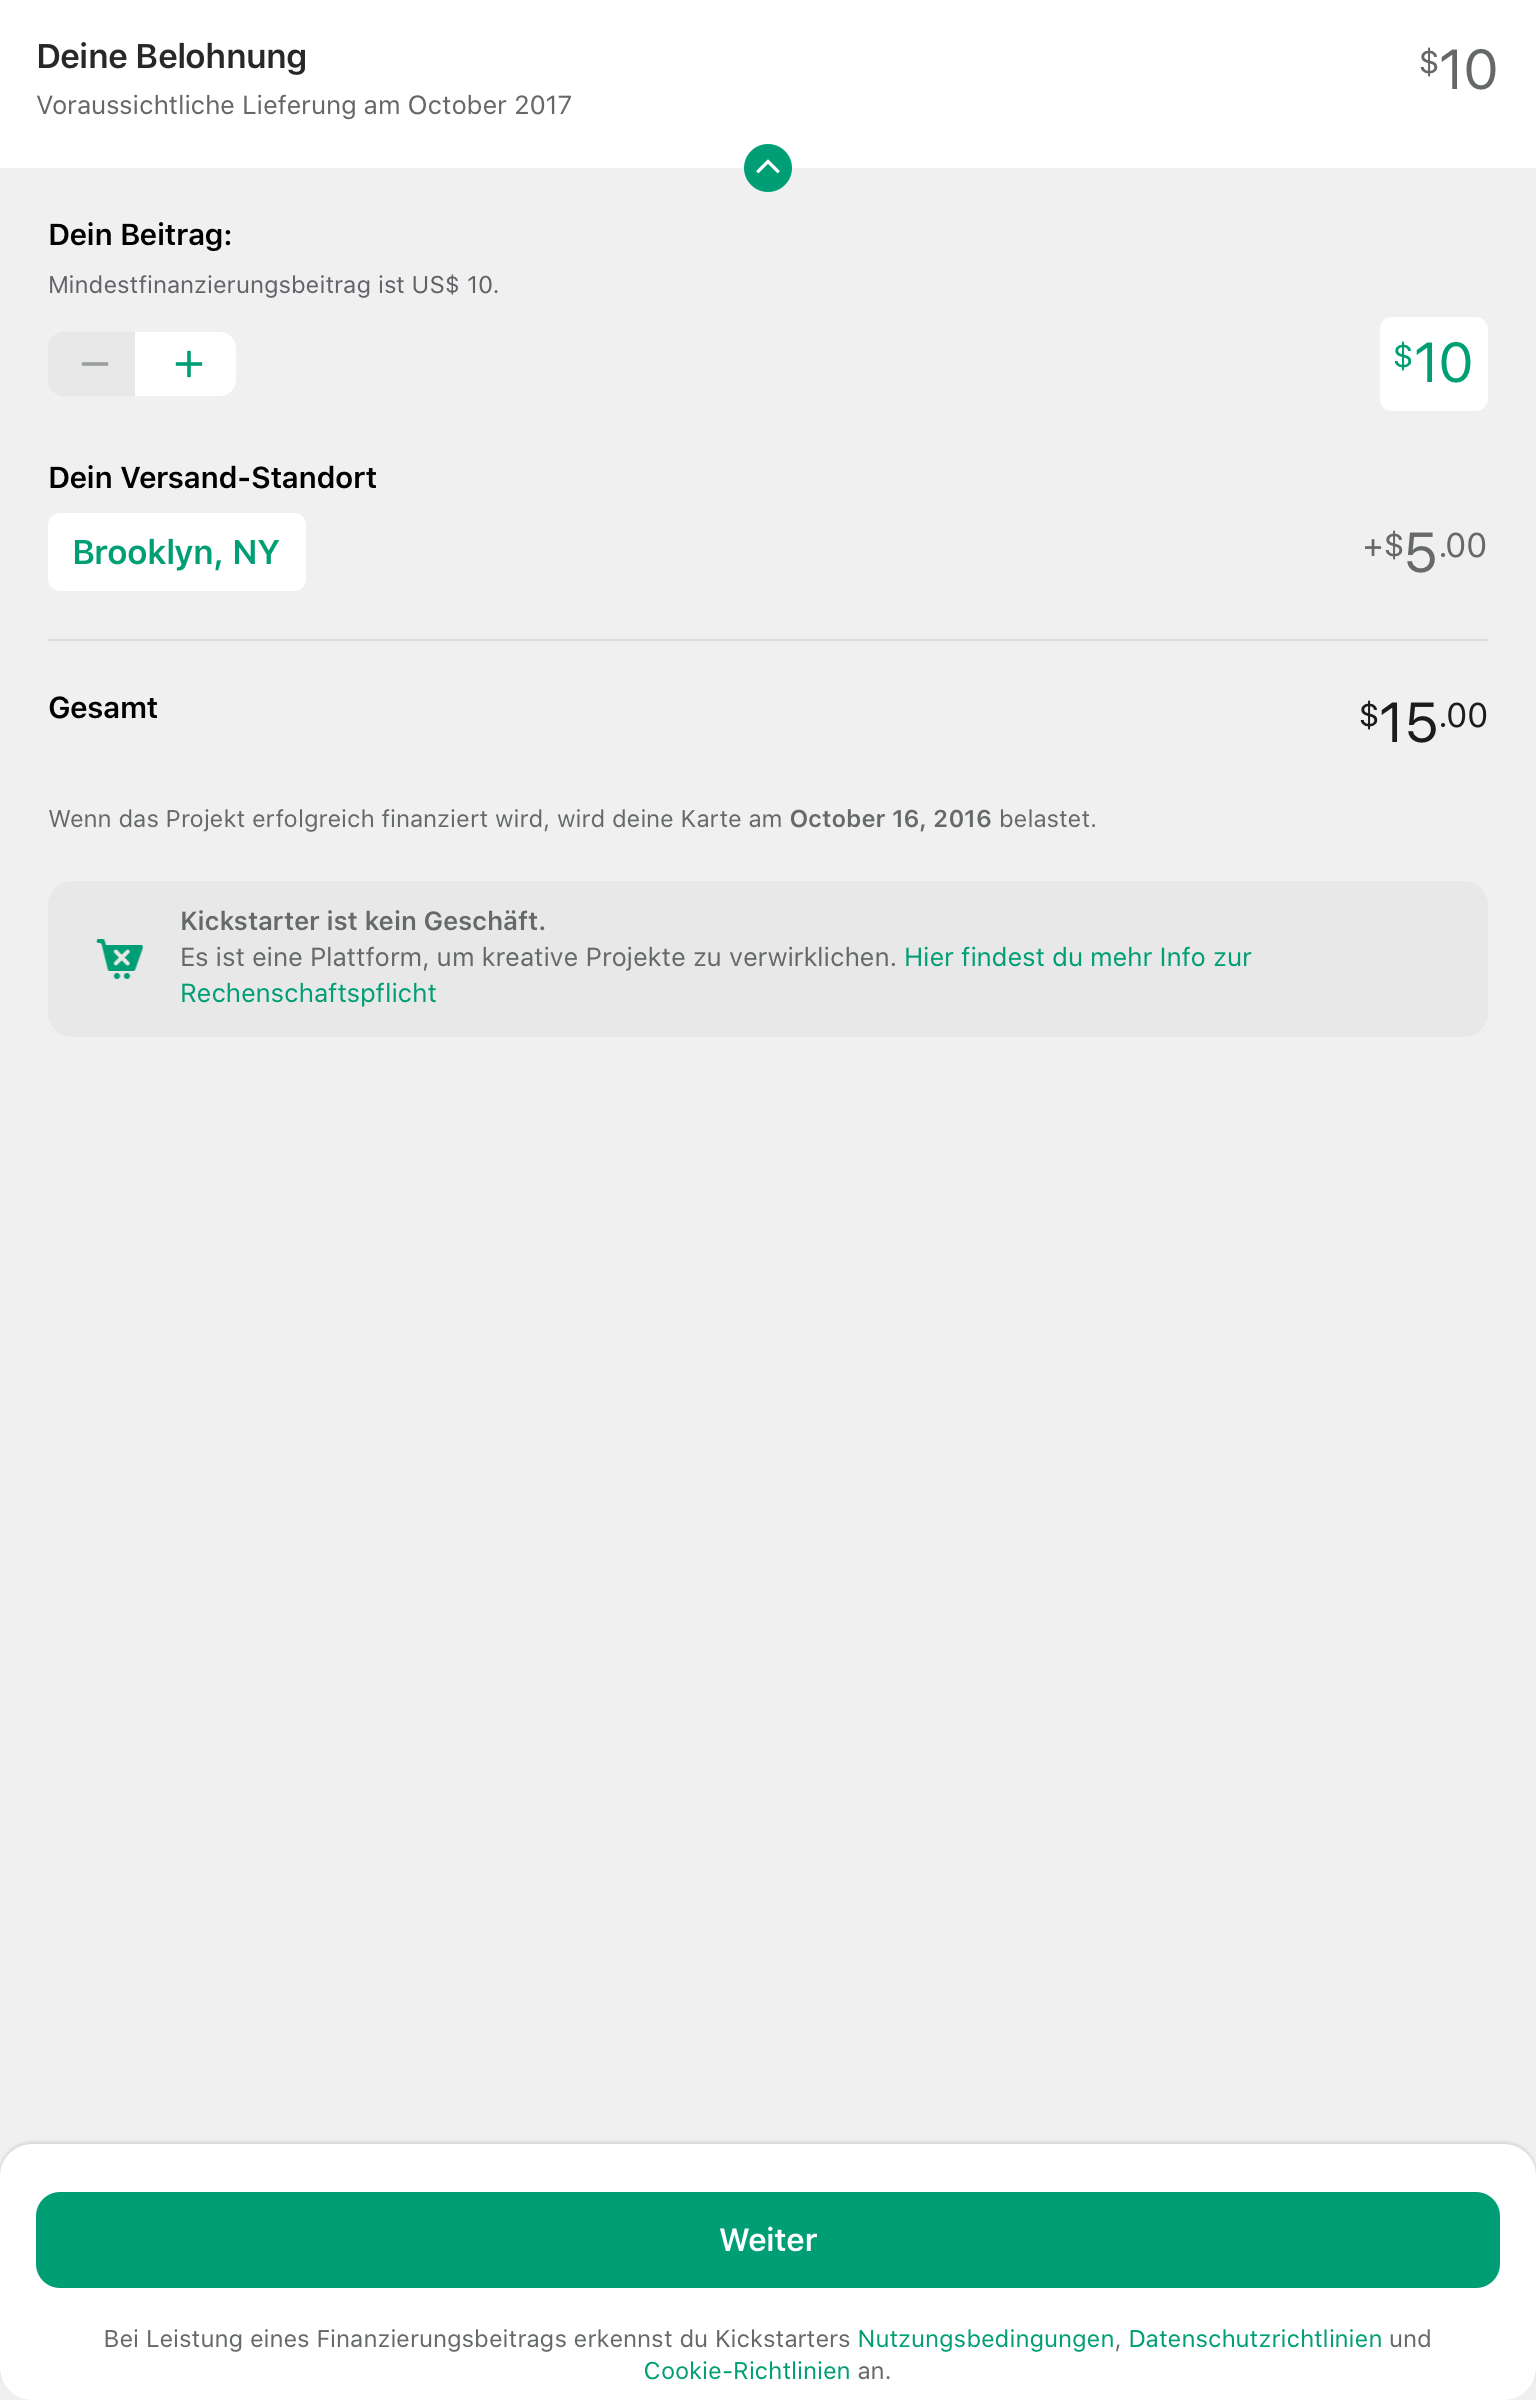 Deine Belohnung
$10
Voraussichtliche Lieferung am October 2017
Dein Beitrag:
Mindestfinanzierungsbeitrag ist US$ 10.
$10
Dein Versand-Standort
Brooklyn, NY
+$5.00
Gesamt
$15.00
Wenn das Projekt erfolgreich finanziert wird, wird deine Karte am October 16, 2016 belastet.
Kickstarter ist kein Geschäft.
Es ist eine Plattform, um kreative Projekte zu verwirklichen. Hier findest du mehr Info zur
Rechenschaftspflicht
Weiter
Bei Leistung eines Finanzierungsbeitrags erkennst du Kickstarters Nutzungsbedingungen, Datenschutzrichtlinien und
Cookie-Richtlinien an.